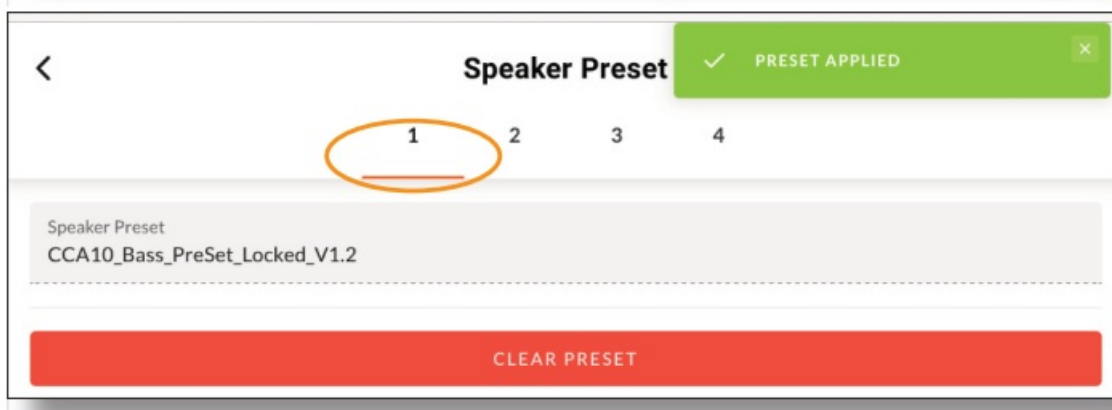 Speaker Preset
PRESET APPLIED
1 2 3 4
Speaker Preset
CCA10_Bass_PreSet_Locked_V1.2
CLEAR PRESET